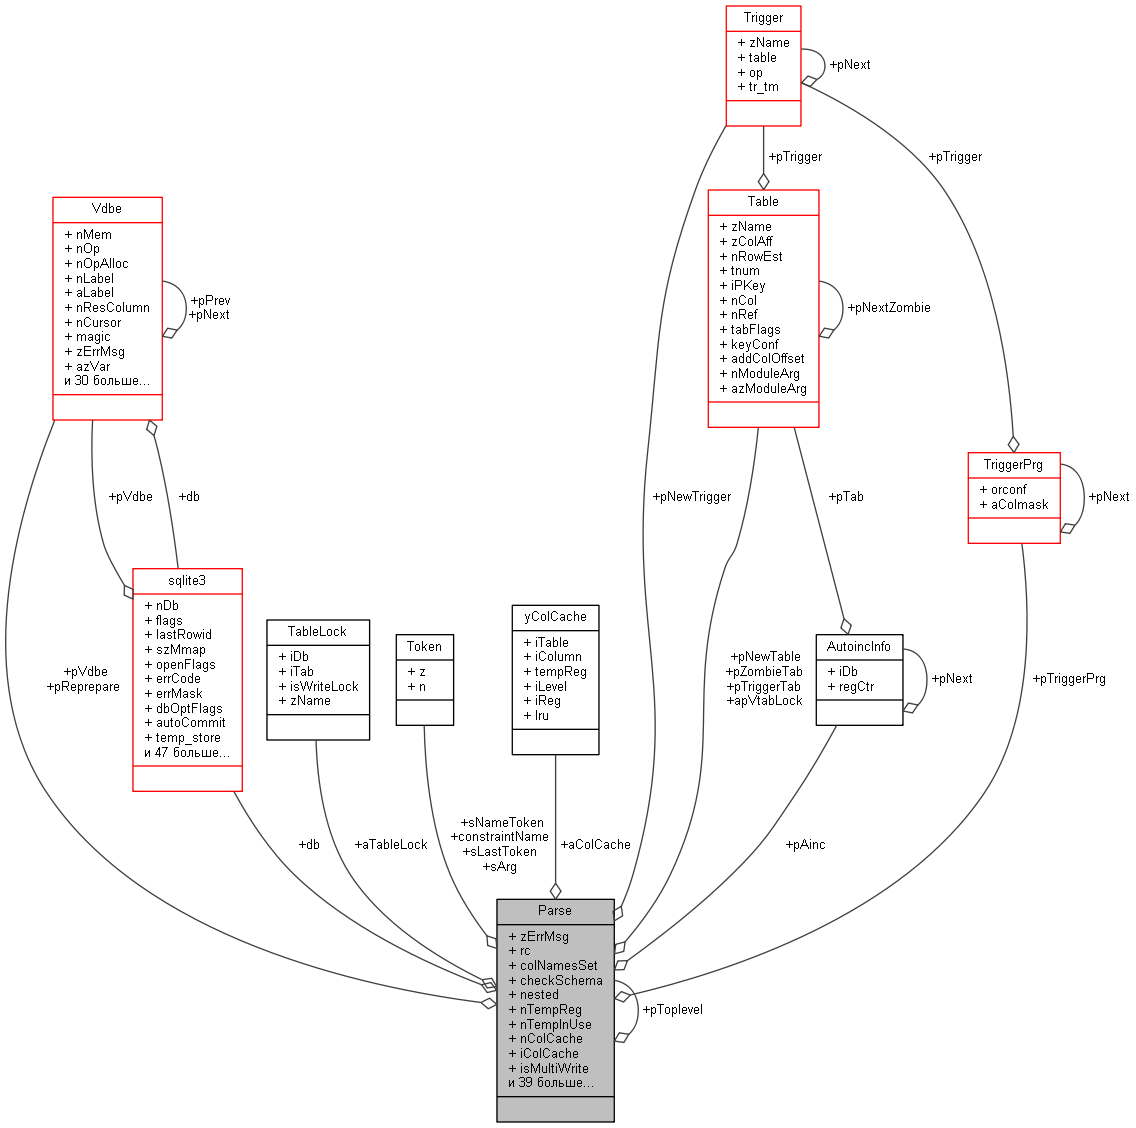 Trigger
+ zName
+ table
+ op
+ tr_tm
+pNext
+pTrigger
+pTrigger
Vdbe
+ nMem
+ nOp
+ nOpAlloc
+ nLabel
+ aLabel
+ nResColumn
+ nCursor
+ magic
+ zErrMsg
+ azVar
и 30 больше...
+pPrev
+pNext
Table
+ zName
+ zColAff
+ nRowEst
+ tnum
+ iPKey
+ nCol
+ nRef
+ tabFlags
+ keyConf
+ addColOffset
+ nModuleArg
+ azModuleArg
+pNextZombie
TriggerPrg
+ orconf
+ aColmask
+pNext
+pVdbe
+db
+pNewTrigger
+pTab
sqlite3
+ nDb
+ flags
+ lastRowid
+ szMmap
+ openFlags
+ errCode
+ errMask
+ dbOptFlags
+ autoCommit
+ temp_store
и 47 больше...
TableLock
+ iDb
+ iTab
+ isWriteLock
+ zName
Token
+ z
+ n
yColCache
+ iTable
+ iColumn
+ tempReg
+ iLevel
+ iReg
+ lru
AutoincInfo
+ iDb
+ regCtr
+pNext
+pVdbe
+pReprepare
+pNewTable
+pZombieTab
+pTriggerTab
+apVtabLock
+pTriggerPrg
+db
+aTableLock
+sNameToken
+constraintName
+sLastToken
+sArg
+aColCache
+pAinc
Parse
+ zErrMsg
+ rc
+ colNamesSet
+ checkSchema
+ nested
+ nTempReg
+ nTempInUse
+ nColCache
+ iColCache
+ isMultiWrite
и 39 больше...
+pToplevel